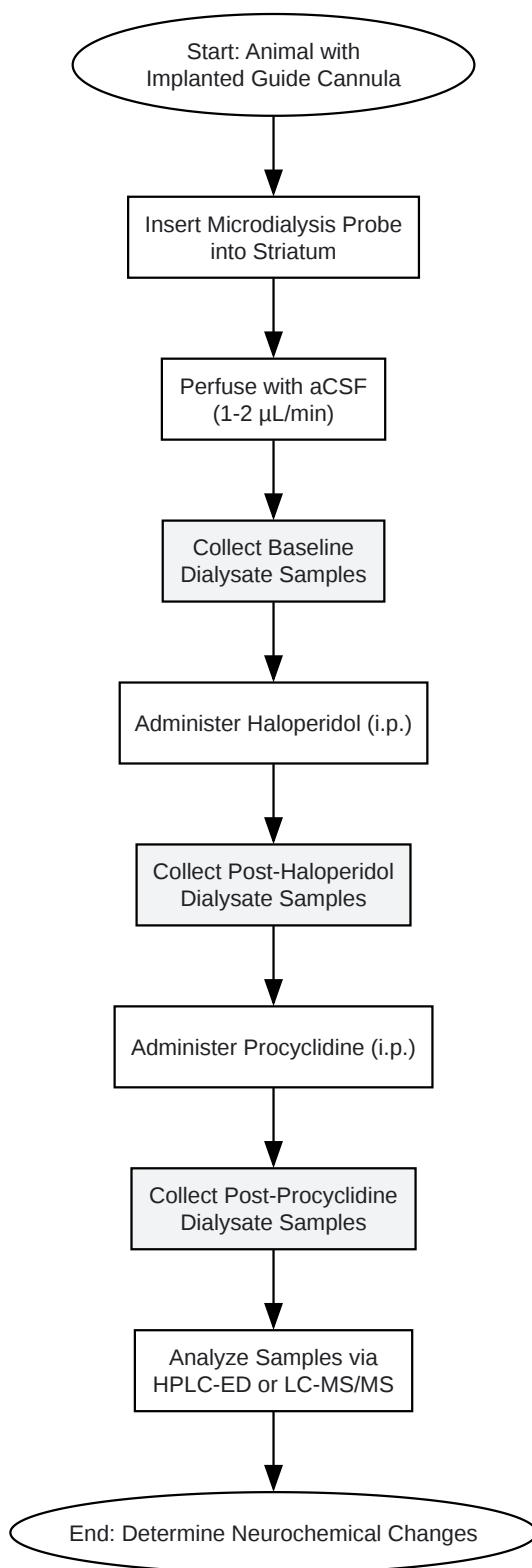 Start: Animal with
Implanted Guide Cannula
Insert Microdialysis Probe
into Striatum
Perfuse with aCSF
(1-2 µL/min)
Collect Baseline
Dialysate Samples
Administer Haloperidol (i.p.)
Collect Post-Haloperidol
Dialysate Samples
Administer Procyclidine (i.p.)
Collect Post-Procyclidine
Dialysate Samples
Analyze Samples via
HPLC-ED or LC-MS/MS
End: Determine Neurochemical Changes